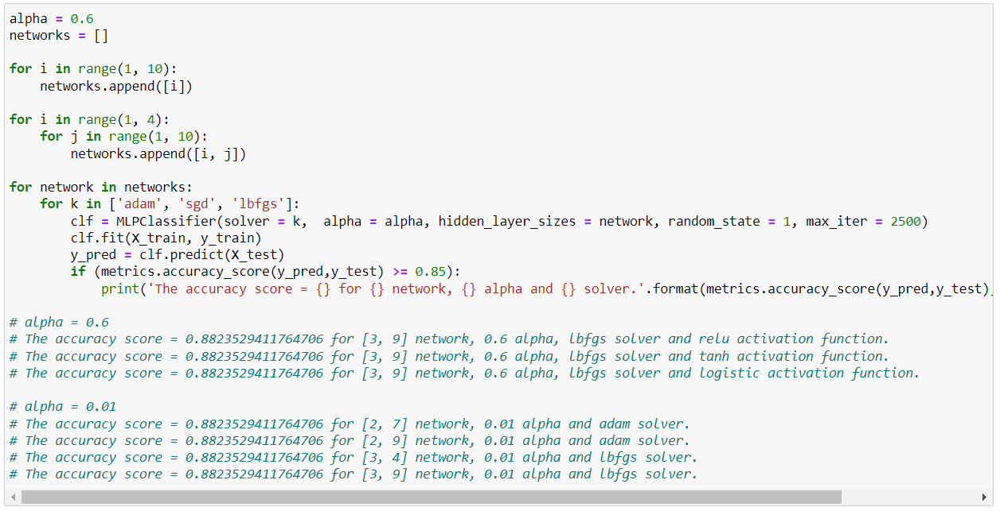 alpha = 0.6
networks = []
for i in range(1, 10):
    networks.append([i])
for i in range(1, 4):
    for j in range(1, 10):
        networks.append([i, j])
for network in networks:
    for k in ['adam', 'sgd', 'lbfgs']:
        clf = MLPClassifier(solver = k,  alpha = alpha, hidden_layer_sizes = network, random_state = 1, max_iter = 2500)
        clf.fit(X_train, y_train)
        y_pred = clf.predict(X_test)
        if (metrics.accuracy_score(y_pred,y_test) >= 0.85):
            print('The accuracy score = {} for {} network, {} alpha and {} solver.'.format(metrics.accuracy_score(y_pred,y_test),
# alpha = 0.6
# The accuracy score = 0.8823529411764706 for [3, 9] network, 0.6 alpha, lbfgs solver and relu activation function.
# The accuracy score = 0.8823529411764706 for [3, 9] network, 0.6 alpha, lbfgs solver and tanh activation function.
# The accuracy score = 0.8823529411764706 for [3, 9] network, 0.6 alpha, lbfgs solver and logistic activation function.
# alpha = 0.01
# The accuracy score = 0.8823529411764706 for [2, 7] network, 0.01 alpha and adam solver.
# The accuracy score = 0.8823529411764706 for [2, 9] network, 0.01 alpha and adam solver.
# The accuracy score = 0.8823529411764706 for [3, 4] network, 0.01 alpha and lbfgs solver.
# The accuracy score = 0.8823529411764706 for [3, 9] network, 0.01 alpha and lbfgs solver.